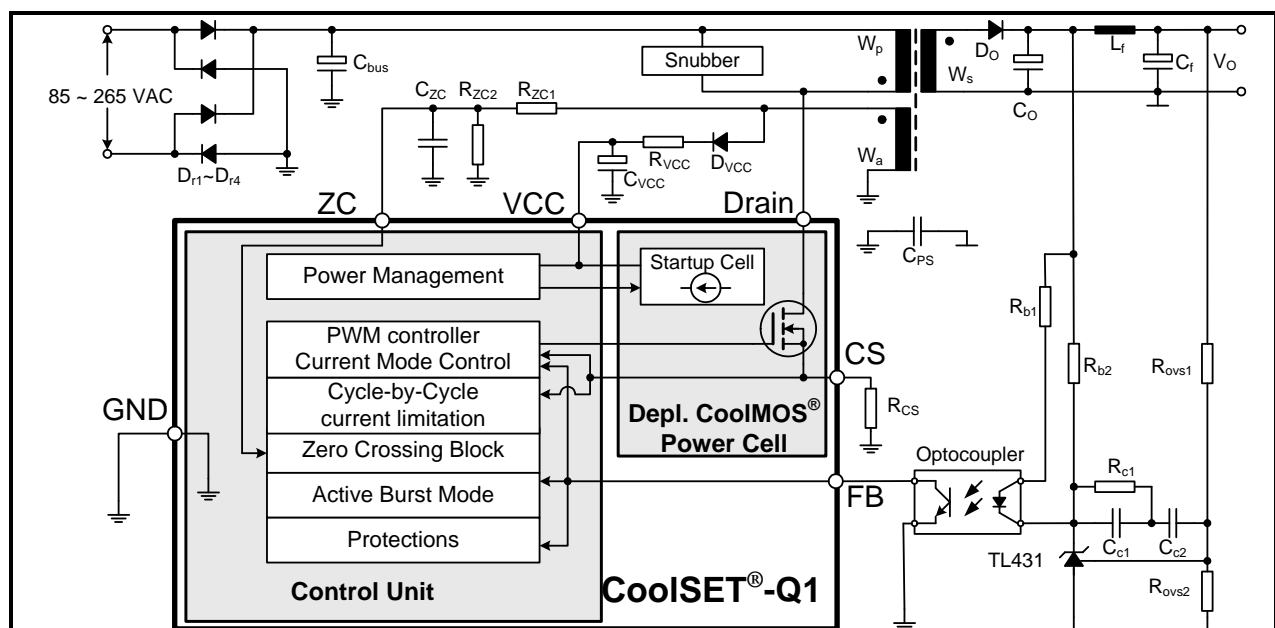 85 ~ 265 VAC
Dr1~Dr4
Cbus
Snubber
Wp
Ws
Wa
DO
CO
Lf
Cf
VO
CZC
RZC2
RZC1
RVCC
DVCC
CVCC
ZC
VCC
Drain
CPS
Power Management
Startup Cell
PWM controller
Current Mode Control
Cycle-by-Cycle
current limitation
Zero Crossing Block
Active Burst Mode
Protections
Control Unit
Depl. CoolMOS®
Power Cell
CoolSET®-Q1
GND
CS
RCS
FB
Optocoupler
Rb1
Rb2
Rovs1
Rc1
Cc1
Cc2
TL431
Rovs2